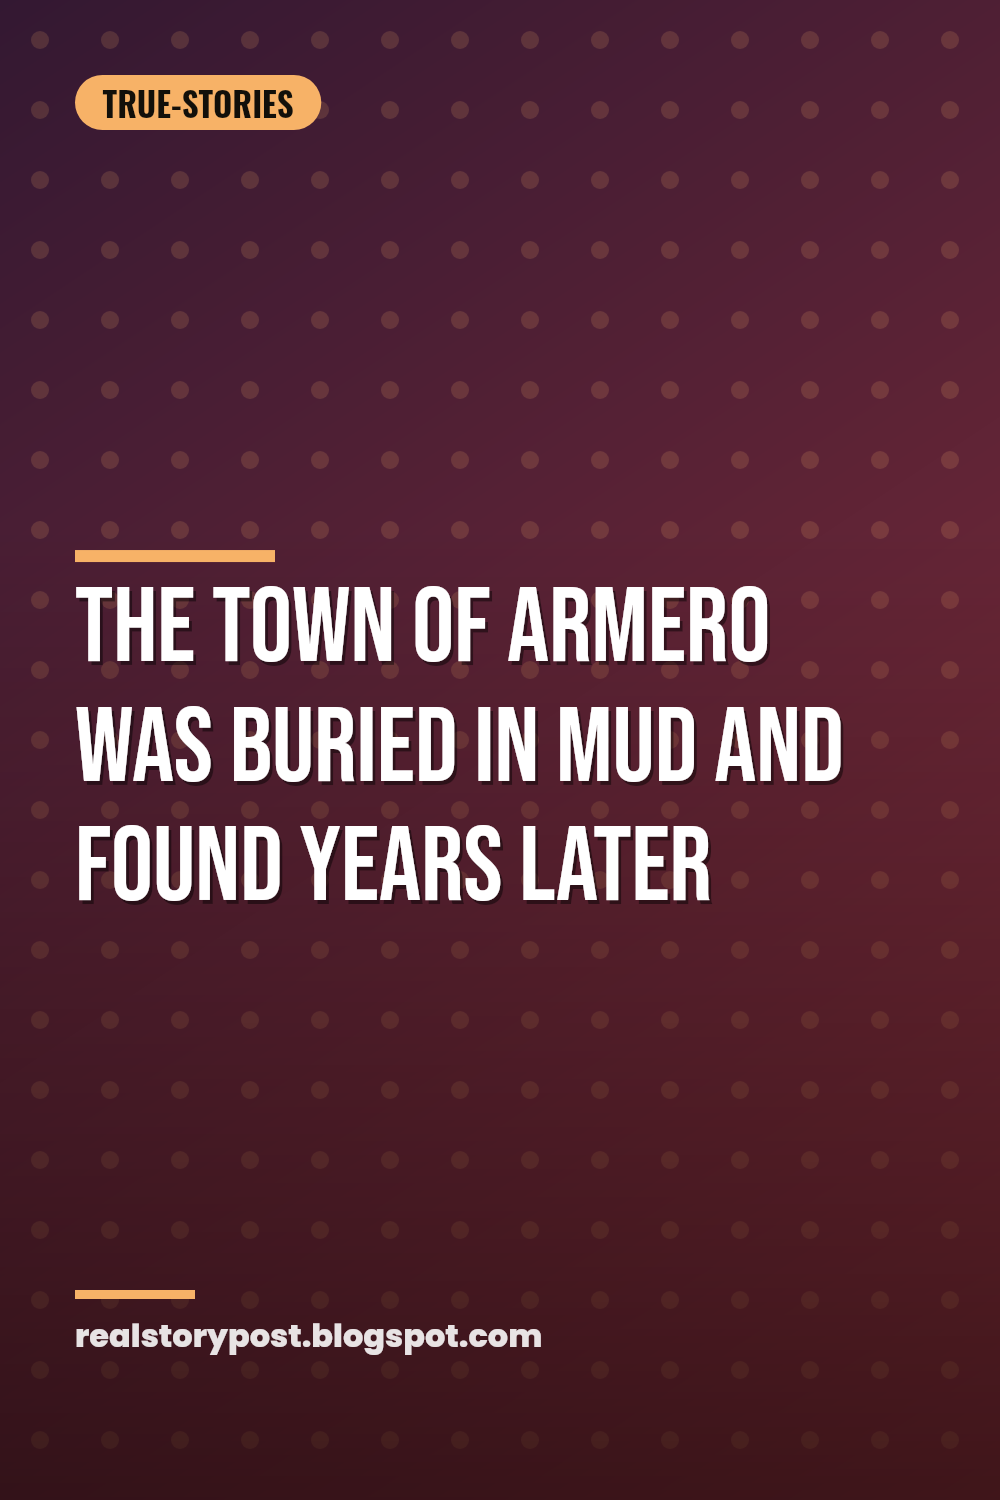 TRUE-STORIES
THE TOWN OF ARMERO
WAS BURIED IN MUD AND
FOUND YEARS LATER
realstorypost.blogspot.com